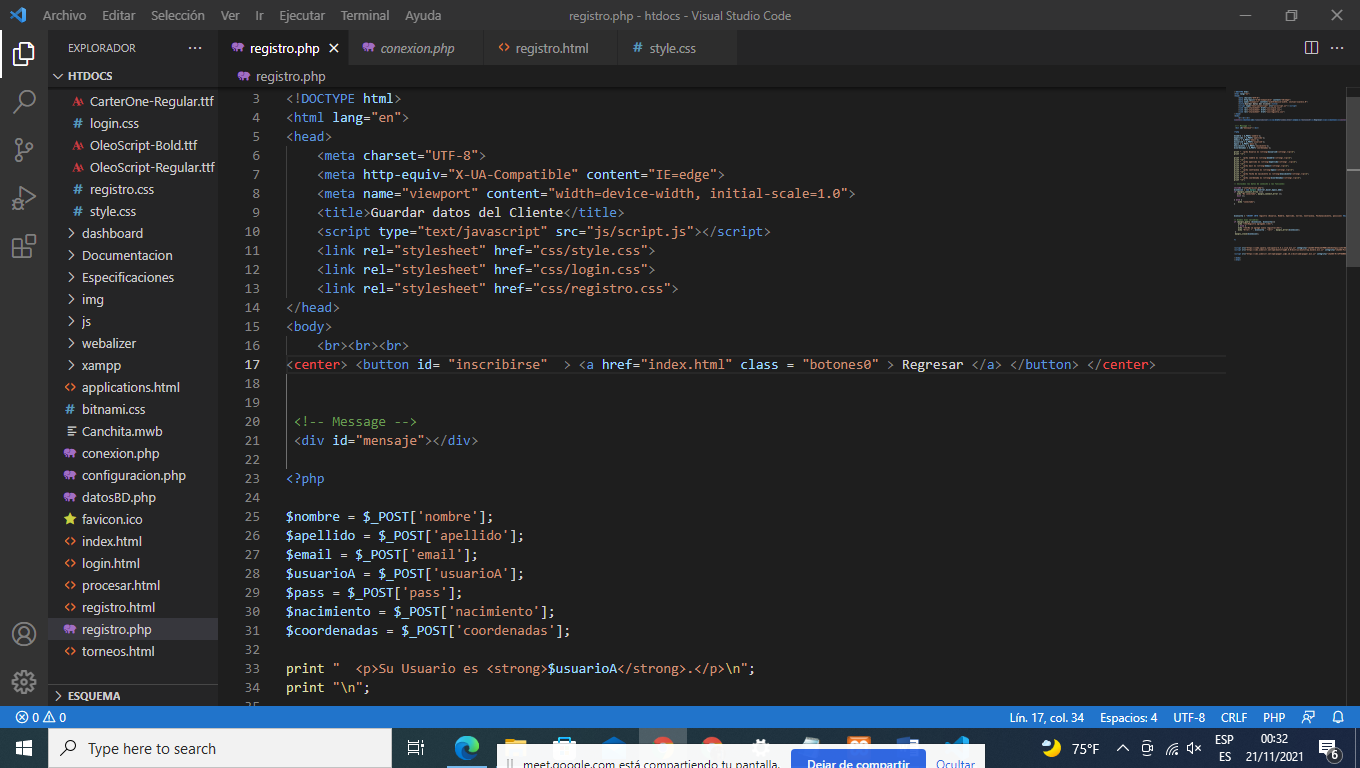 Archivo Editar Selección Ver Ir Ejecutar Terminal Ayuda registro.php - htdocs - Visual Studio Code
EXPLORADOR
HTDOCS
CarterOne-Regular.ttf
login.css
OleoScript-Bold.ttf
OleoScript-Regular.ttf
registro.css
style.css
dashboard
Documentacion
Especificaciones
img
js
webalizer
xampp
applications.html
bitnami.css
Canchita.mwb
conexion.php
configuracion.php
datosBD.php
favicon.ico
index.html
login.html
procesar.html
registro.html
registro.php
torneos.html
ESQUEMA
registro.php conexion.php registro.html style.css
registro.php
3 <!DOCTYPE html>
4 <html lang="en">
5 <head>
6 <meta charset="UTF-8">
7 <meta http-equiv="X-UA-Compatible" content="IE=edge">
8 <meta name="viewport" content="width=device-width, initial-scale=1.0">
9 <title>Guardar datos del Cliente</title>
10 <script type="text/javascript" src="js/script.js"></script>
11 <link rel="stylesheet" href="css/style.css">
12 <link rel="stylesheet" href="css/login.css">
13 <link rel="stylesheet" href="css/registro.css">
14 </head>
15 <body>
16 <br><br><br>
17 <center> <button id= "inscribirse"  > <a href="index.html" class = "botones0" > Regresar </a> </button> </center>
18
19
20 <!-- Message -->
21 <div id="mensaje"></div>
22
23 <?php
24
25 $nombre = $_POST['nombre'];
26 $apellido = $_POST['apellido'];
27 $email = $_POST['email'];
28 $usuarioA = $_POST['usuarioA'];
29 $pass = $_POST['pass'];
30 $nacimiento = $_POST['nacimiento'];
31 $coordenadas = $_POST['coordenadas'];
32
33 print "  <p>Su Usuario es <strong>$usuarioA</strong>.</p>\n";
34 print "\n";
0 0 Lín. 17, col. 34 Espacios: 4 UTF-8 CRLF PHP
Type here to search
meet.google.com está compartiendo tu pantalla. Dejar de compartir Ocultar
75°F
ESP
ES
00:32
21/11/2021
6